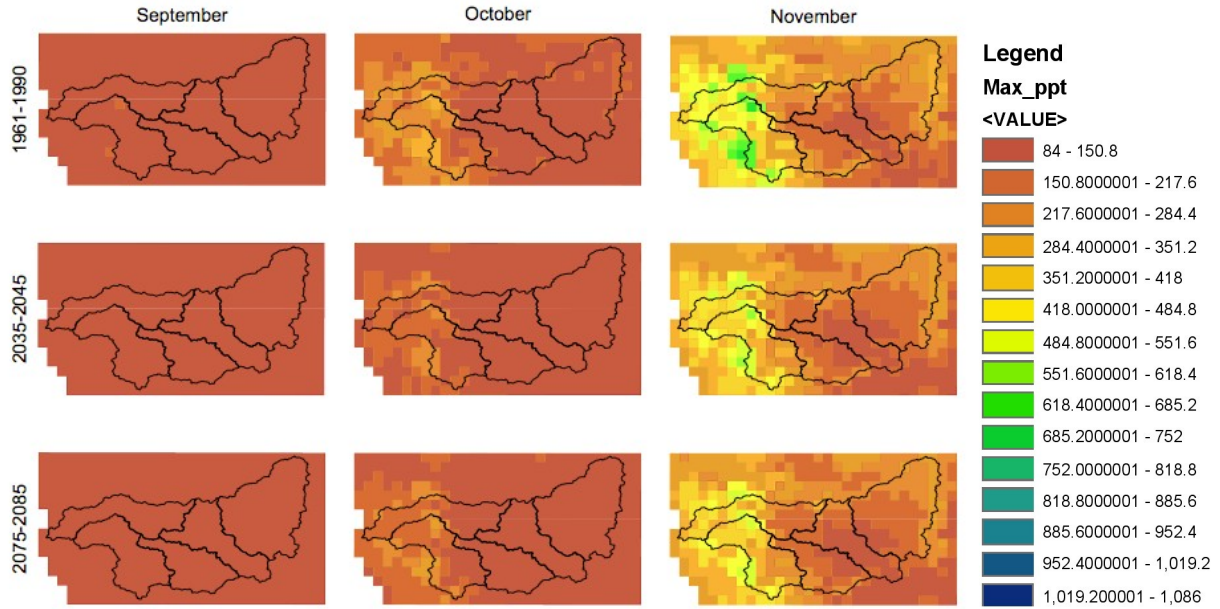 September
October
November
1961-1990
2035-2045
2075-2085
Legend
Max_ppt
<VALUE>
84 - 150.8
150.8000001 - 217.6
217.6000001 - 284.4
284.4000001 - 351.2
351.2000001 - 418
418.0000001 - 484.8
484.8000001 - 551.6
551.6000001 - 618.4
618.4000001 - 685.2
685.2000001 - 752
752.0000001 - 818.8
818.8000001 - 885.6
885.6000001 - 952.4
952.4000001 - 1,019.2
1,019.200001 - 1,086